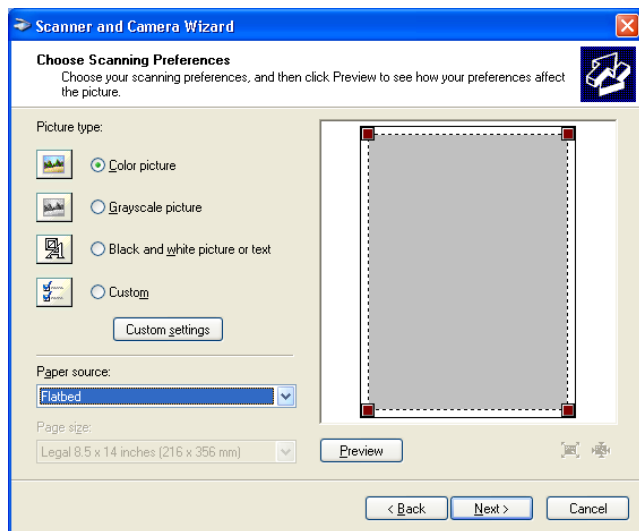 Scanner and Camera Wizard
Choose Scanning Preferences
Choose your scanning preferences, and then click Preview to see how your preferences affect
the picture.
Picture type:
Color picture
Grayscale picture
Black and white picture or text
Custom
Custom settings
Paper source:
Flatbed
Page size:
Legal 8.5 x 14 inches (216 x 356 mm)
Preview
< Back
Next >
Cancel